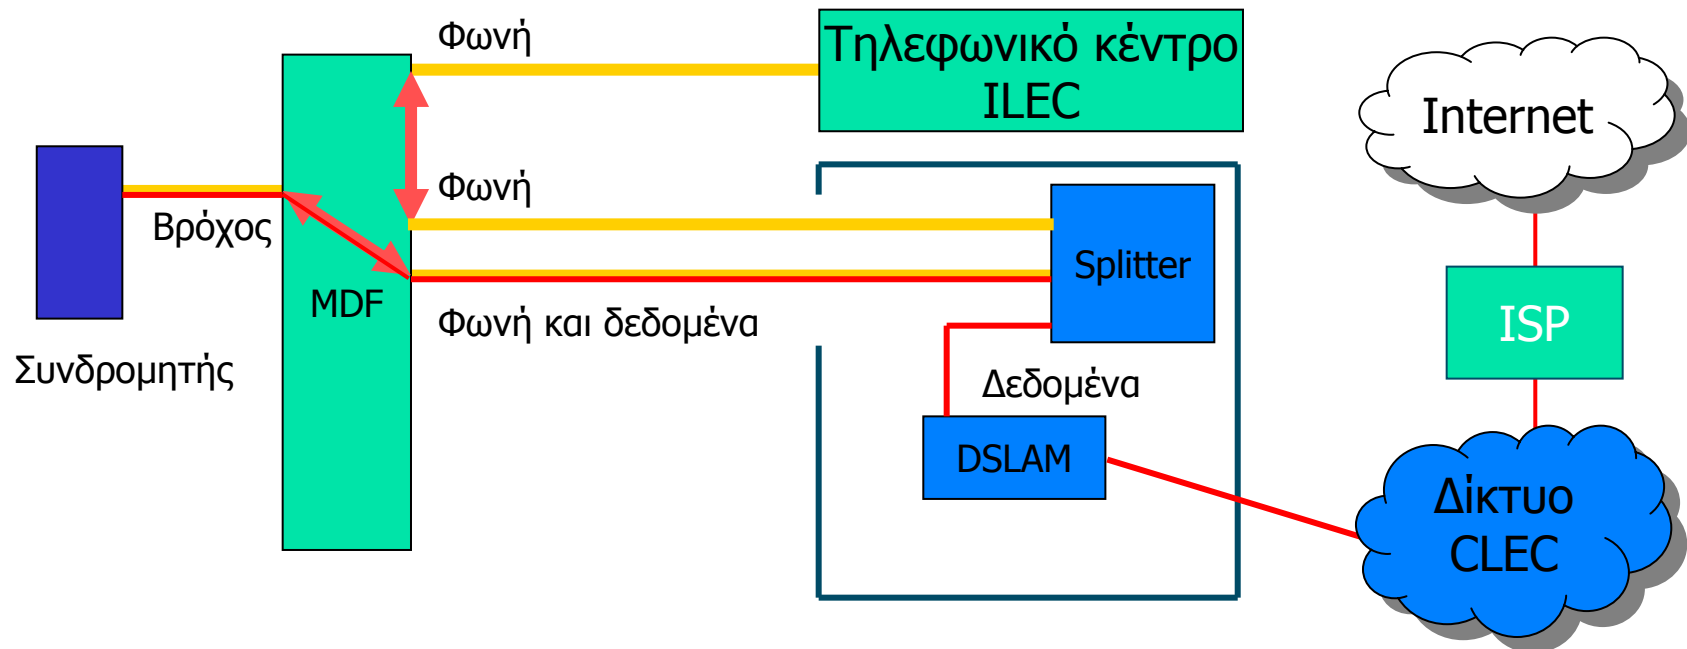 Φωνή
Τηλεφωνικό κέντρο
ILEC
Internet
Φωνή
Βρόχος
Splitter
MDF
Φωνή και δεδομένα
ISP
Συνδρομητής
Δεδομένα
DSLAM
Δίκτυο
CLEC